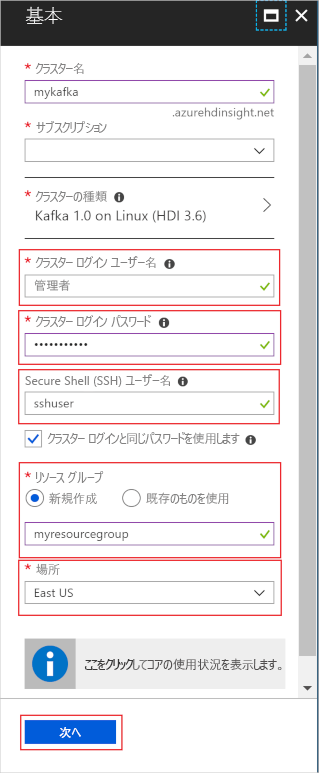 基本
* クラスター名
mykafka
.azurehdinsight.net
* サブスクリプション
* クラスターの種類
Kafka 1.0 on Linux (HDI 3.6)
* クラスター ログイン ユーザー名
管理者
* クラスター ログイン パスワード
•••••••••••
Secure Shell (SSH) ユーザー名
sshuser
クラスター ログインと同じパスワードを使用します
* リソース グループ
新規作成 既存のものを使用
myresourcegroup
* 場所
East US
ここをクリックしてコアの使用状況を表示します。
次へ